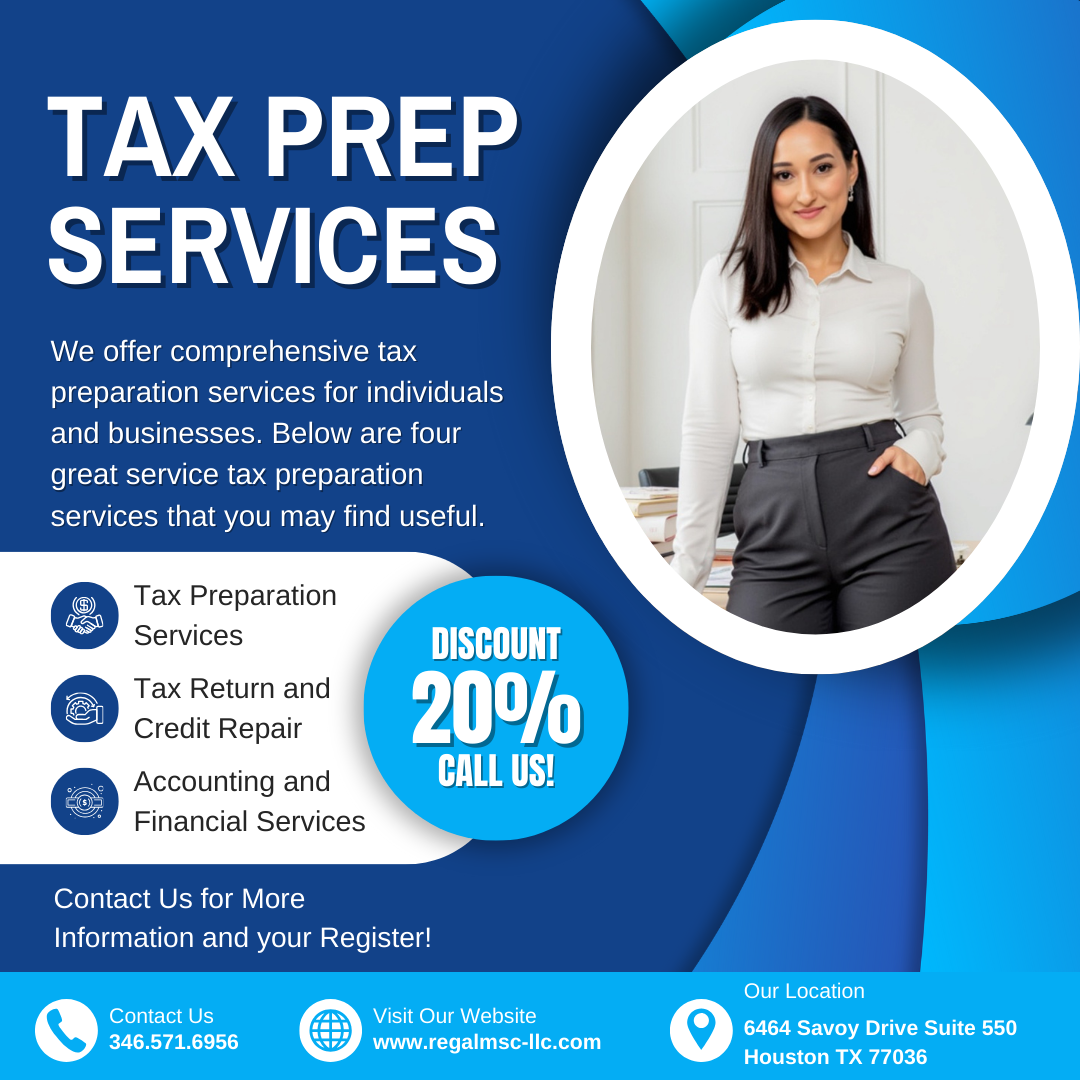 TAX PREP
SERVICES
We offer comprehensive tax
preparation services for individuals
and businesses. Below are four
great service tax preparation
services that you may find useful.
Tax Preparation
Services
Tax Return and
Credit Repair
Accounting and
Financial Services
DISCOUNT
20%
CALL US!
Contact Us for More
Information and your Register!
Contact Us
346.571.6956
Visit Our Website
www.regalmsc-llc.com
Our Location
6464 Savoy Drive Suite 550
Houston TX 77036